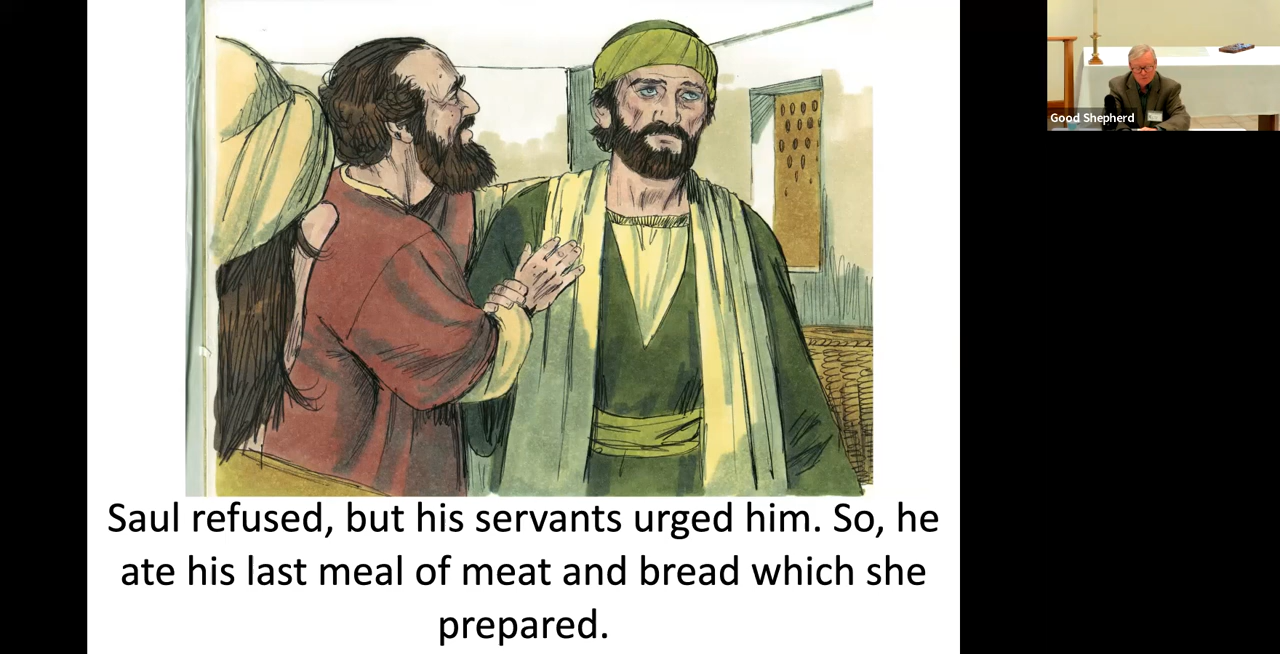 Good Shepherd
Saul refused, but his servants urged him. So, he
ate his last meal of meat and bread which she
prepared.